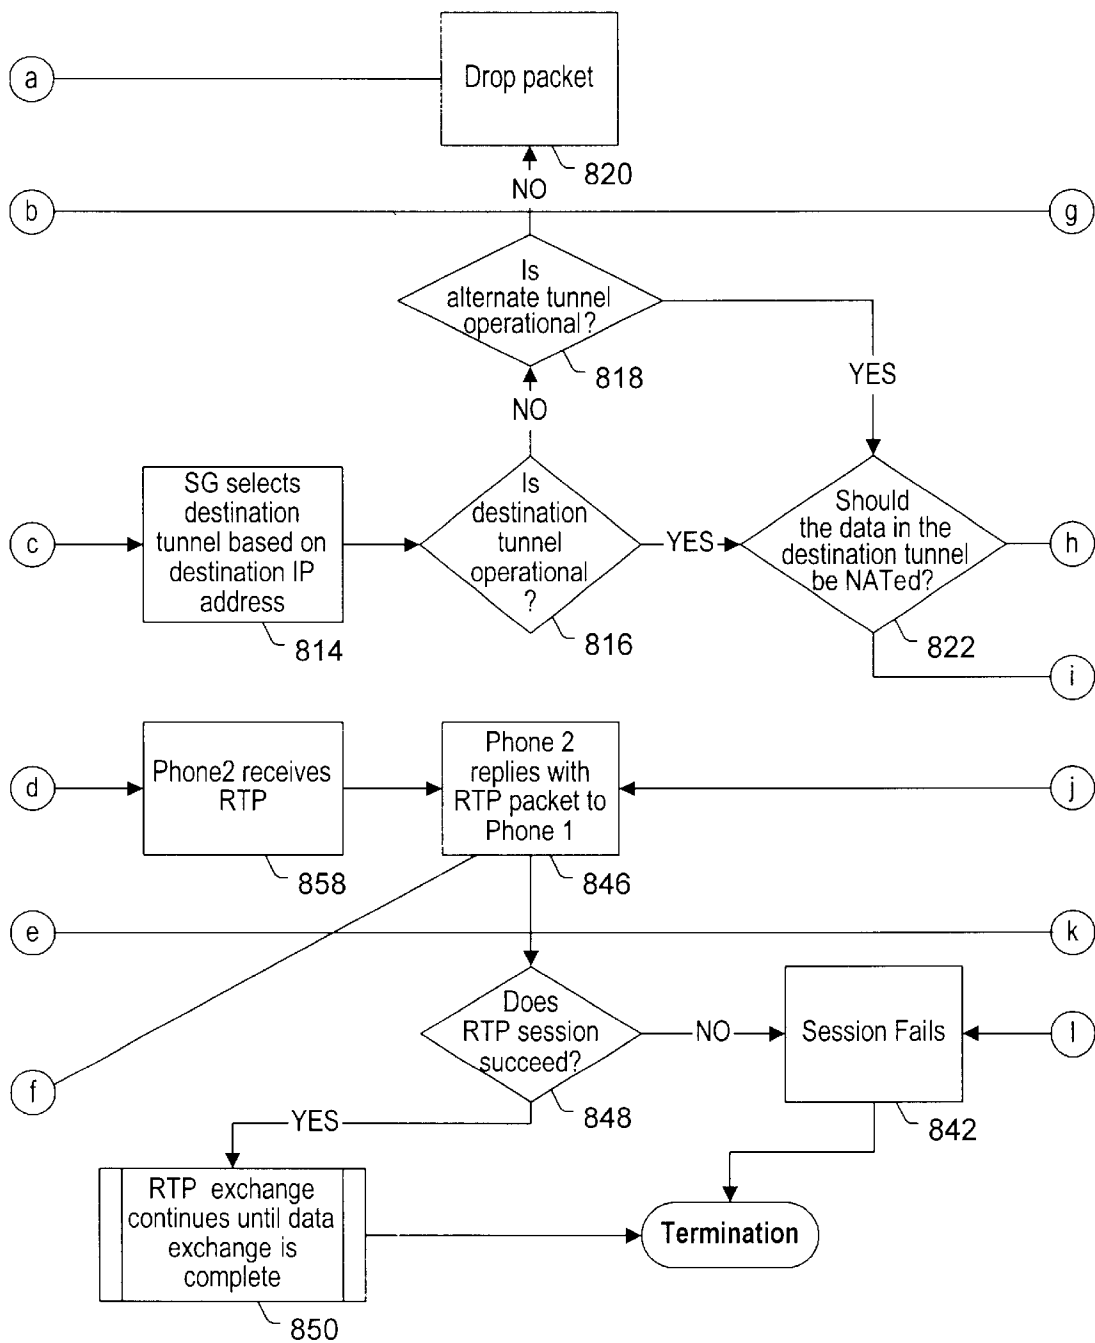 a
Drop packet
820
NO
b
g
Is
alternate tunnel
operational?
818
YES
NO
c
SG selects
destination
tunnel based on
destination IP
address
814
Is
destination
tunnel
operational
?
816
YES
Should
the data in the
destination tunnel
be NATed?
822
h
i
d
Phone2 receives
RTP
858
Phone 2
replies with
RTP packet to
Phone 1
846
j
e
k
Does
RTP session
succeed?
848
NO
Session Fails
842
l
f
YES
RTP exchange
continues until data
exchange is
complete
850
Termination